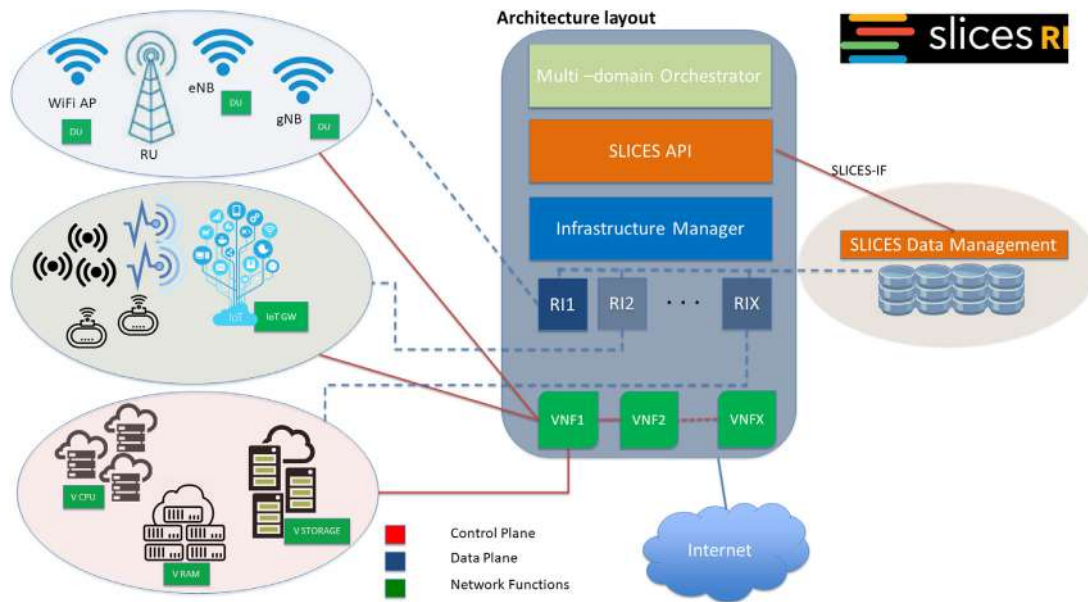 Architecture layout
slices RI
WiFi AP
DU
RU
eNB
DU
gNB
DU
Multi –domain Orchestrator
SLICES API
Infrastructure Manager
SLICES-IF
SLICES Data Management
RI1
RI2
. . .
RIX
IoT
IoT GW
VNF1
VNF2
VNFX
V CPU
V RAM
V STORAGE
Control Plane
Data Plane
Network Functions
Internet